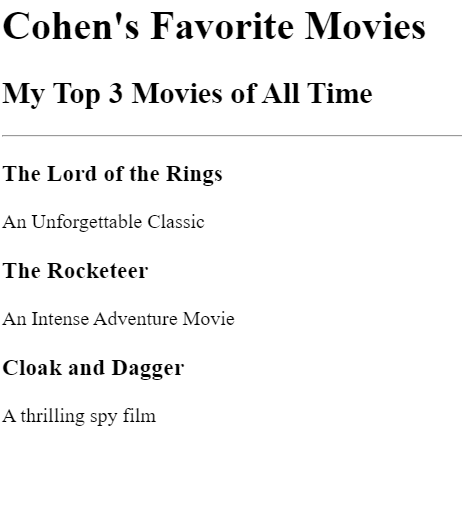 Cohen's Favorite Movies
My Top 3 Movies of All Time
The Lord of the Rings
An Unforgettable Classic
The Rocketeer
An Intense Adventure Movie
Cloak and Dagger
A thrilling spy film